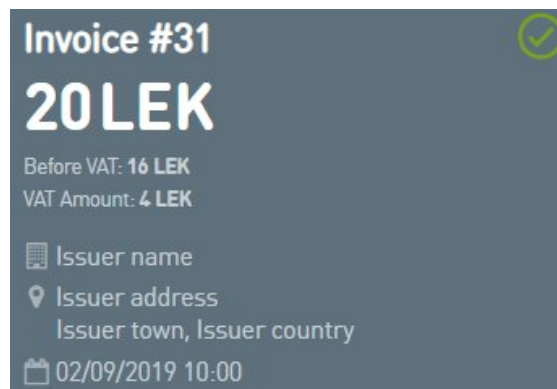 Invoice #31
20 LEK
Before VAT: 16 LEK
VAT Amount: 4 LEK
Issuer name
Issuer address
Issuer town, Issuer country
02/09/2019 10:00